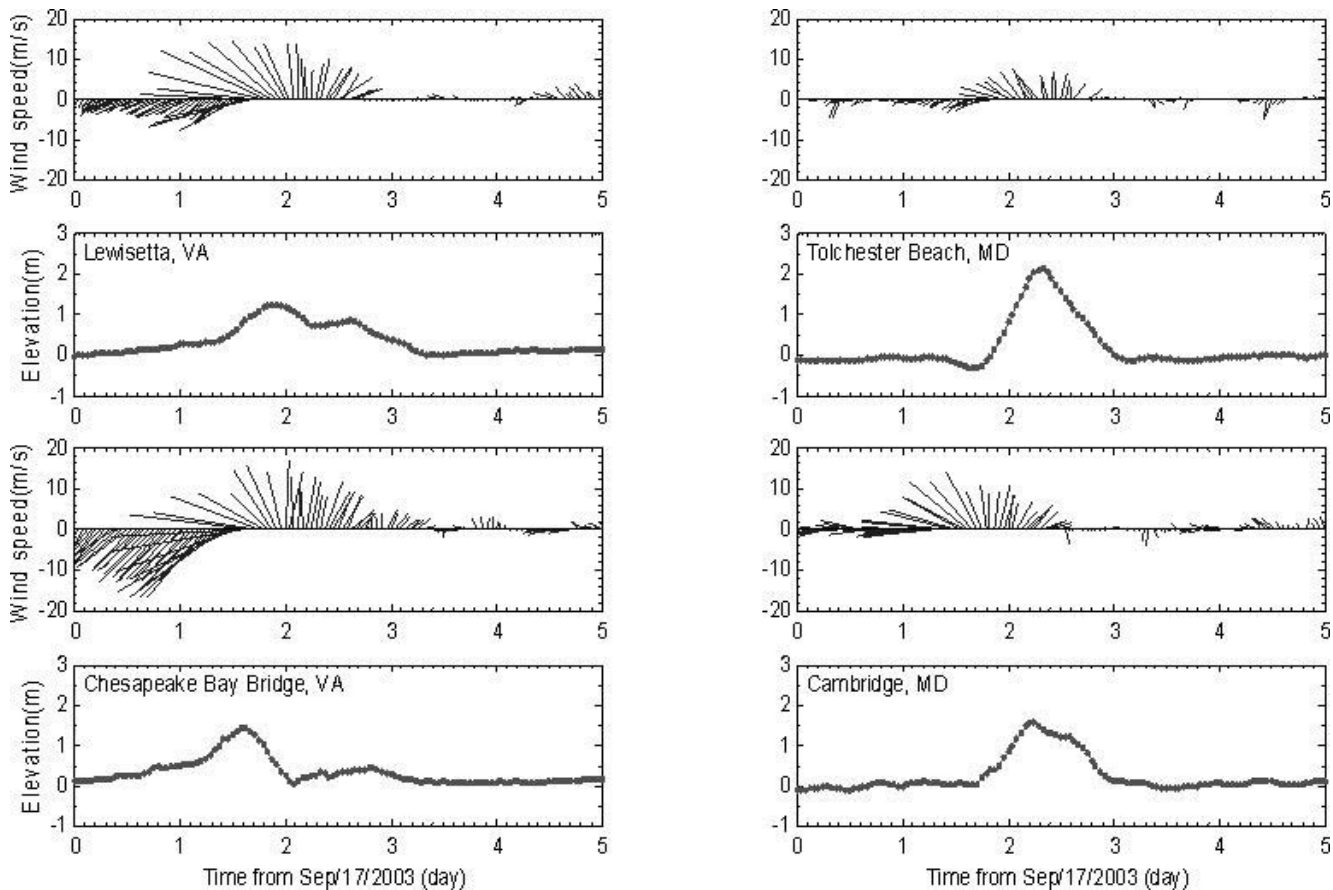 Wind speed(m/s)
20
10
0
-10
-20
0 1 2 3 4 5
Elevation(m)
3
2
1
0
-1
Lewisetta, VA
0 1 2 3 4 5
Wind speed(m/s)
20
10
0
-10
-20
0 1 2 3 4 5
Elevation(m)
3
2
1
0
-1
Chesapeake Bay Bridge, VA
0 1 2 3 4 5
Time from Sep/17/2003 (day)
20
10
0
-10
-20
0 1 2 3 4 5
3
2
1
0
-1
Tolchester Beach, MD
0 1 2 3 4 5
20
10
0
-10
-20
0 1 2 3 4 5
3
2
1
0
-1
Cambridge, MD
0 1 2 3 4 5
Time from Sep/17/2003 (day)